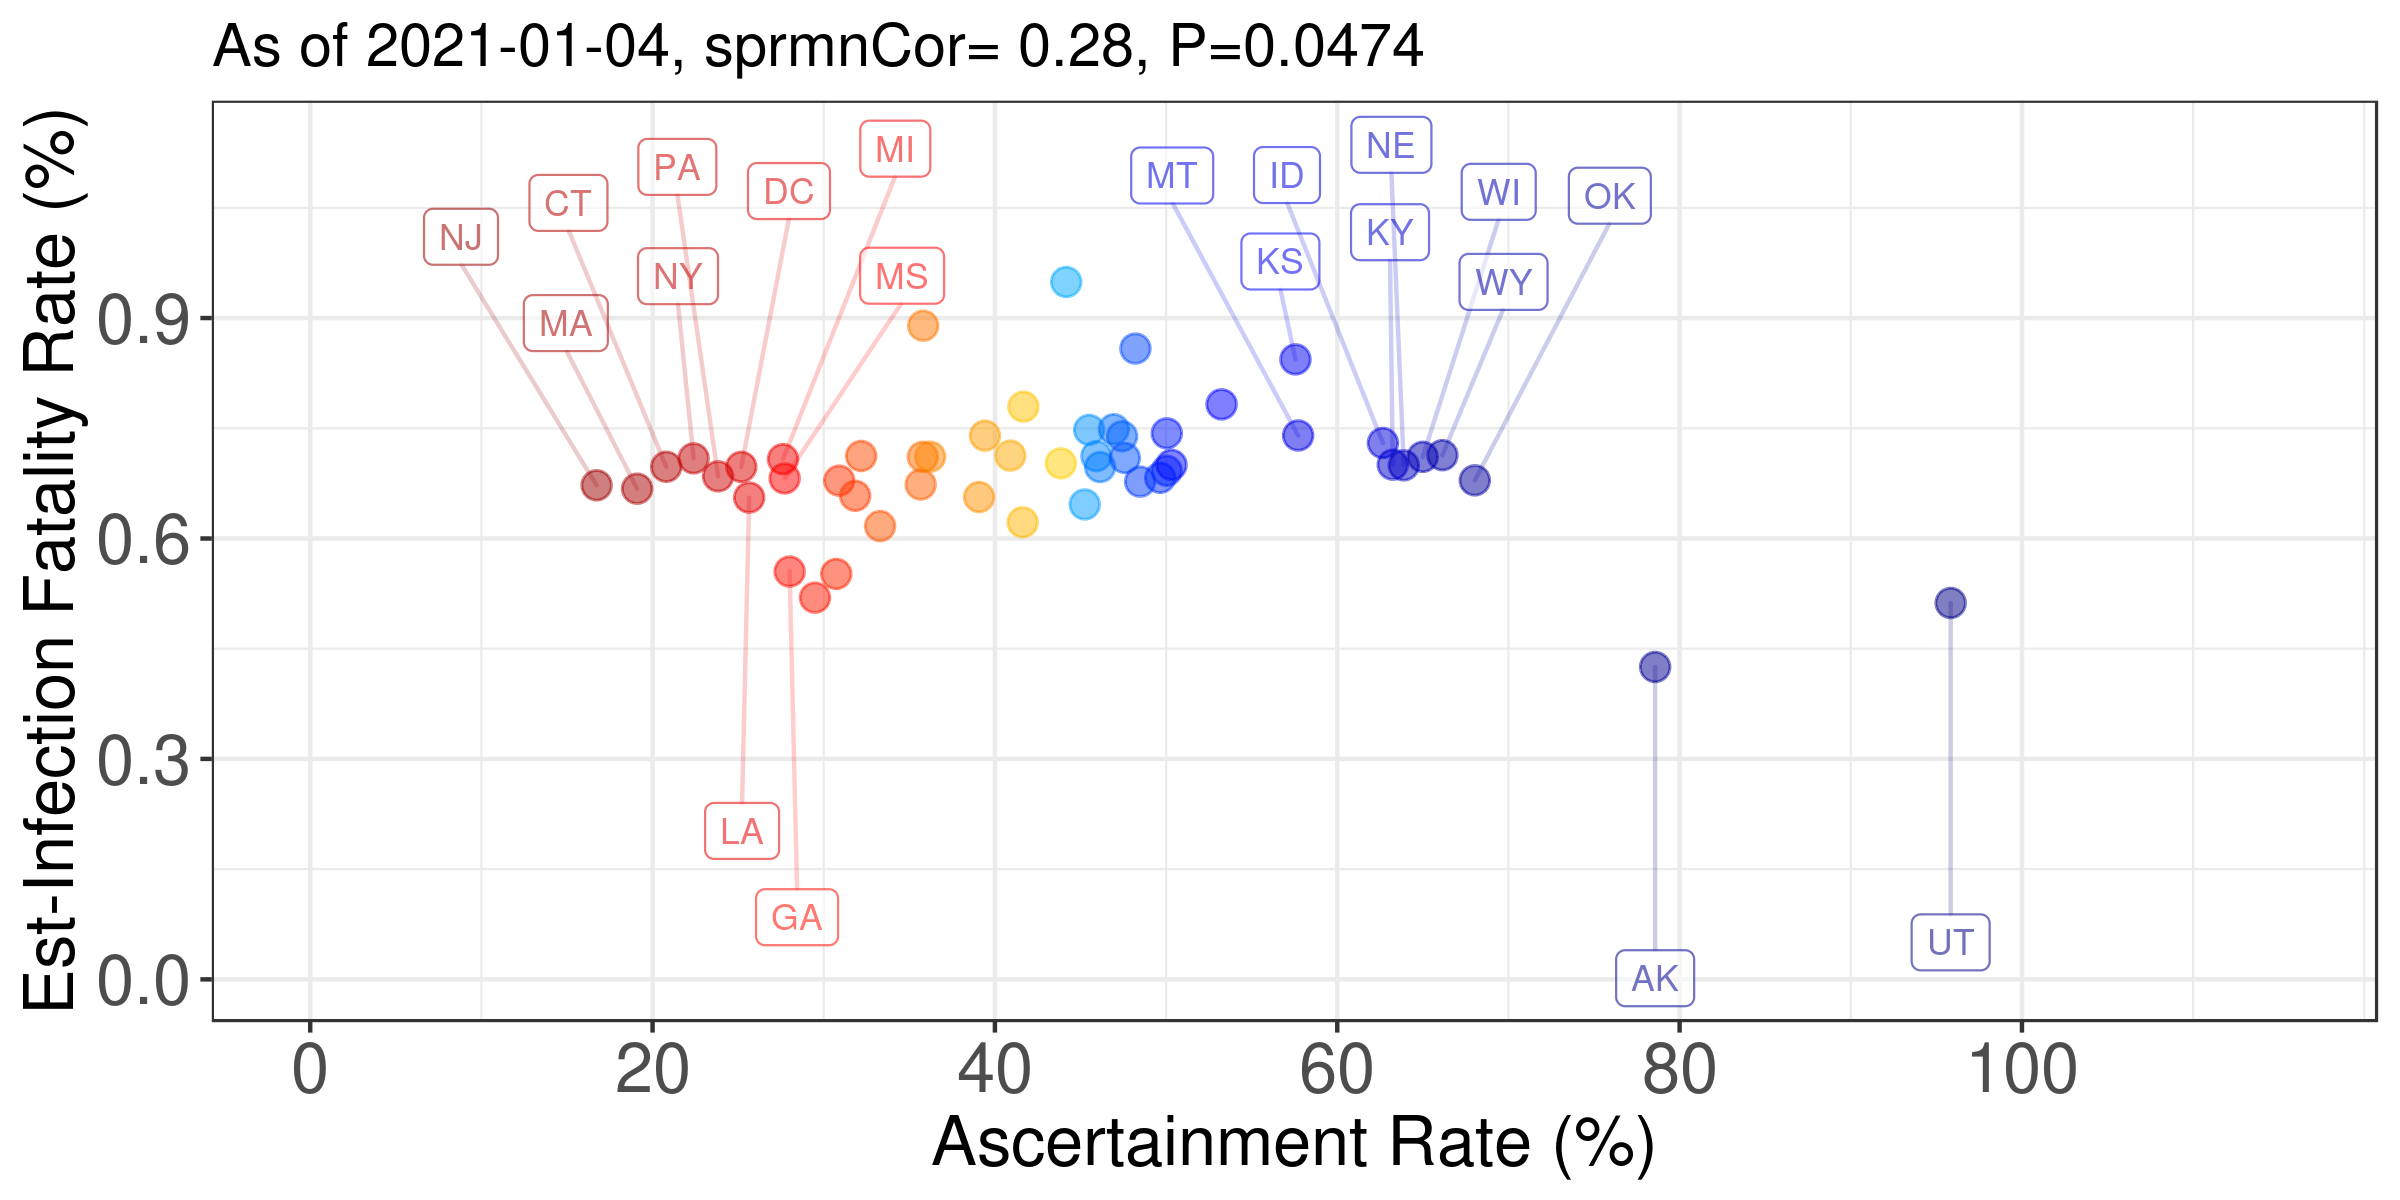 As of 2021-01-04, sprmnCor= 0.28, P=0.0474
Est-Infection Fatality Rate (%)
0.9
0.6
0.3
0.0
NJ
CT
MA
PA
NY
DC
MI
MS
LA
GA
MT
ID
KS
NE
KY
WI
WY
OK
AK
UT
0 20 40 60 80 100
Ascertainment Rate (%)